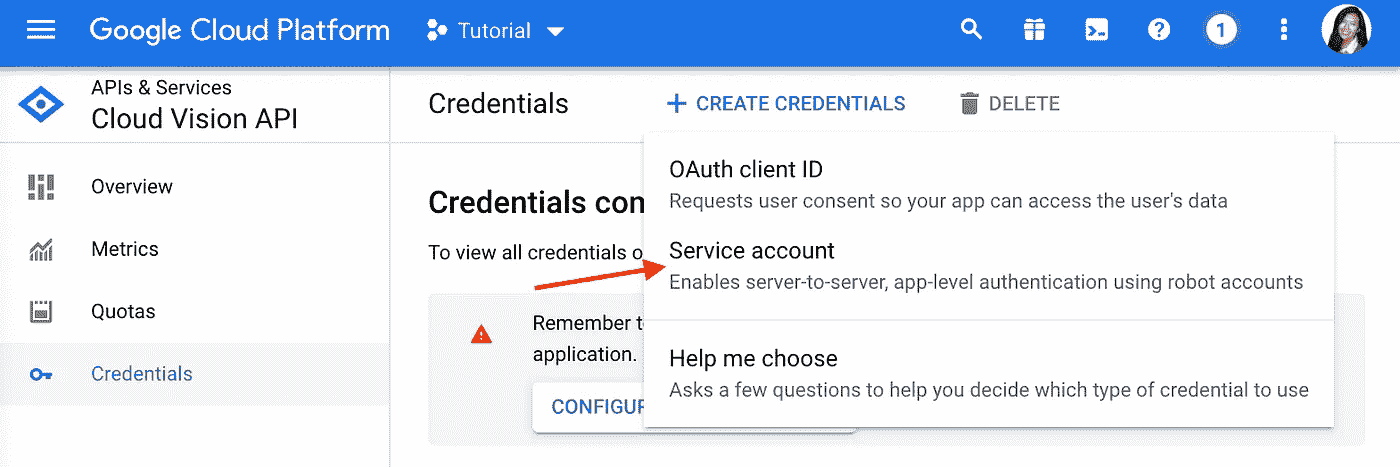 Google Cloud Platform Tutorial 1
APIs & Services
Cloud Vision API
Credentials + CREATE CREDENTIALS DELETE
Overview
Metrics
Quotas
Credentials
OAuth client ID
Requests user consent so your app can access the user's data
Credentials
To view all credentials
Service account
Enables server-to-server, app-level authentication using robot accounts
Remember
application.
Help me choose
Asks a few questions to help you decide which type of credential to use